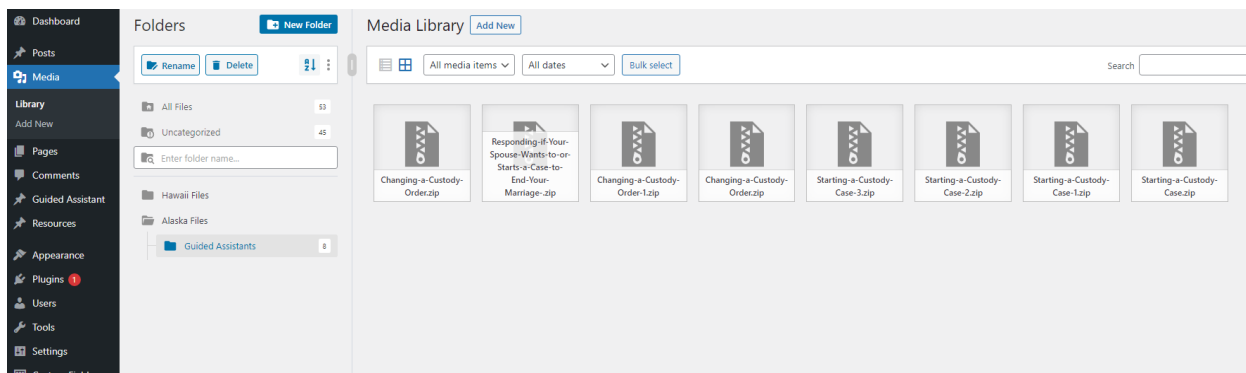 Dashboard
Posts
Media
Library
Add New
Pages
Comments
Guided Assistant
Resources
Appearance
Plugins 1
Users
Tools
Settings
Folders
New Folder
Rename
Delete
All Files 53
Uncategorized 45
Enter folder name...
Hawaii Files
Alaska Files
Guided Assistants 8
Media Library Add New
All media items
All dates
Bulk select
Search
Changing-a-Custody-
Order.zip
Responding-if-Your-
Spouse-Wants-to-or-
Starts-a-Case-to-
End-Your-
Marriage-.zip
Changing-a-Custody-
Order-1.zip
Changing-a-Custody-
Order.zip
Starting-a-Custody-
Case-3.zip
Starting-a-Custody-
Case-2.zip
Starting-a-Custody-
Case-1.zip
Starting-a-Custody-
Case.zip